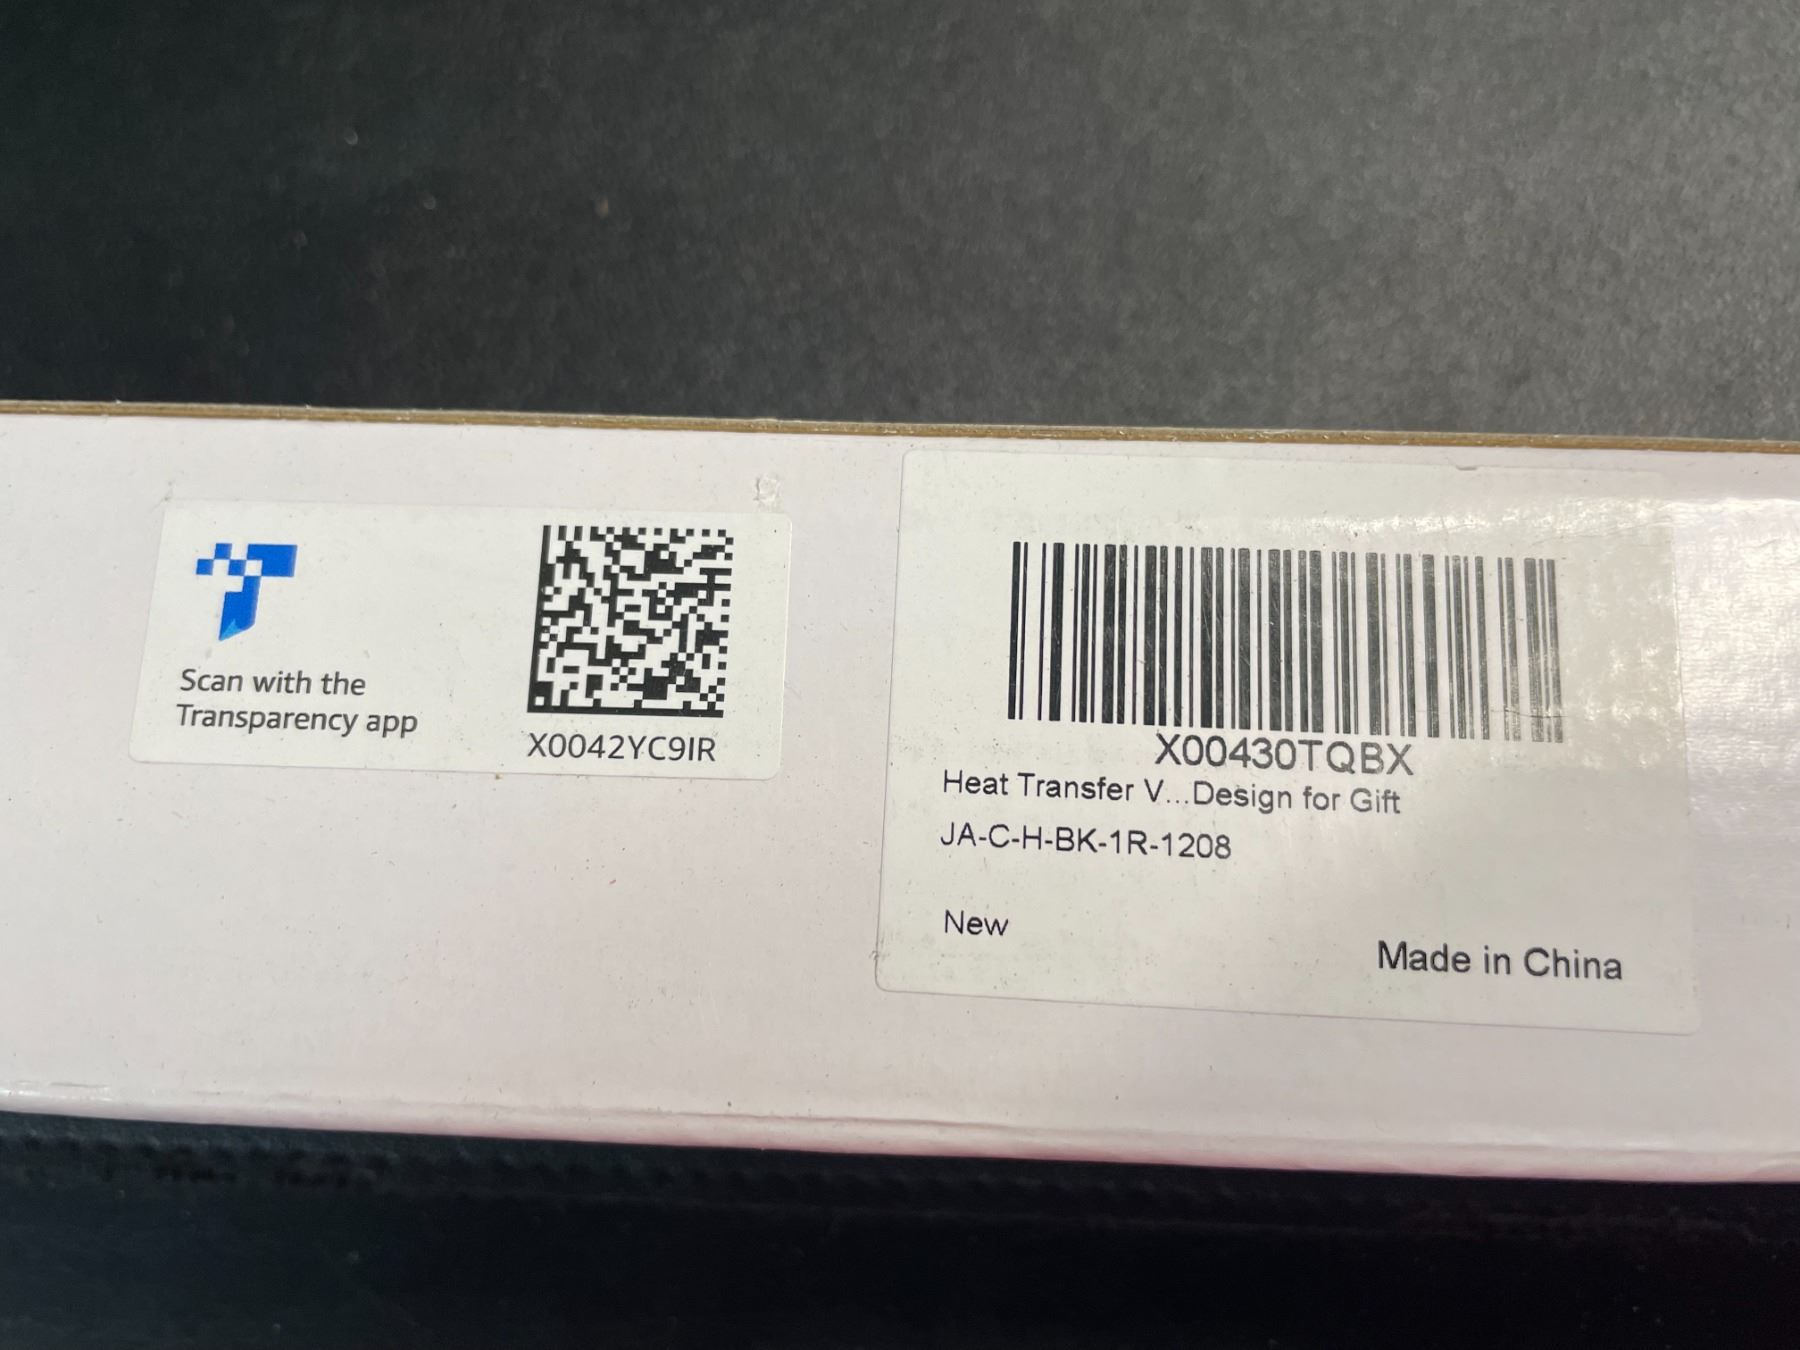 Scan with the
Transparency app
X0042YC9IR
X00430TQBX
Heat Transfer V...Design for Gift
JA-C-H-BK-1R-1208
New
Made in China